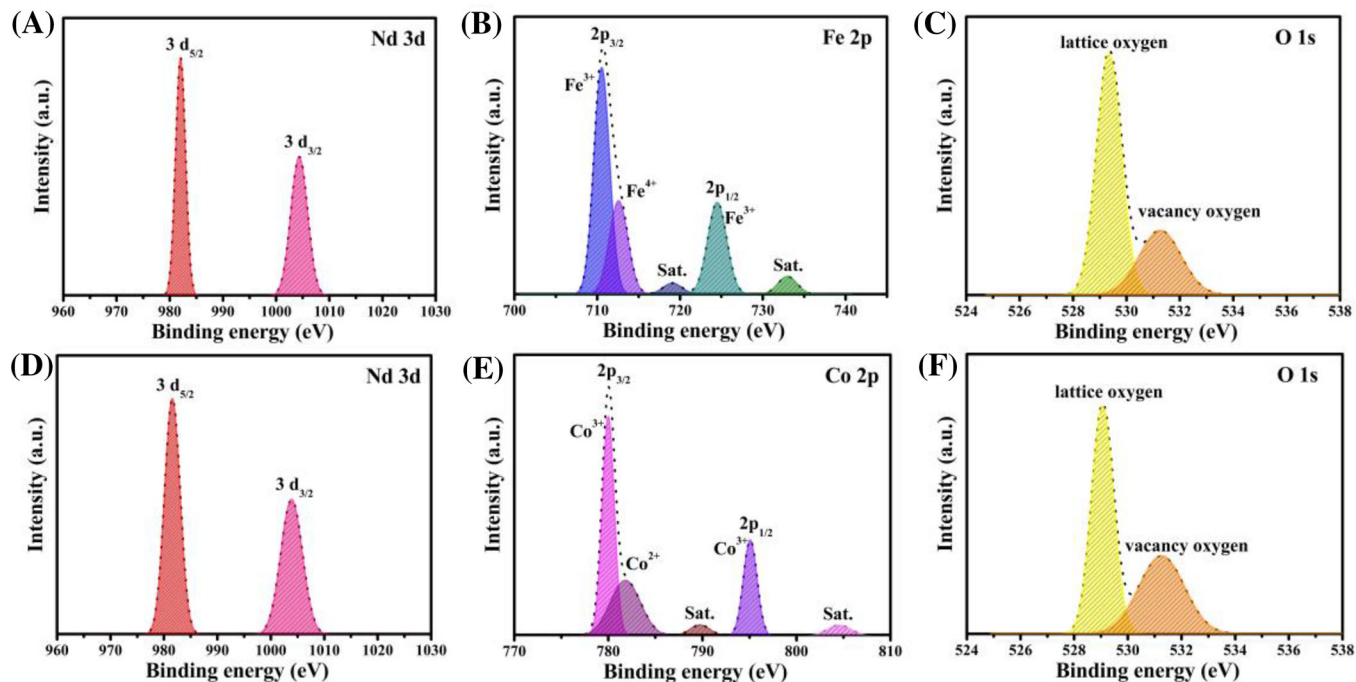 (A)
Nd 3d
3 d5/2
3 d3/2
Intensity (a.u.)
960 970 980 990 1000 1010 1020 1030
Binding energy (eV)
(B)
Fe 2p
2p3/2
Fe3+
Fe4+
2p1/2
Fe3+
Sat.
Sat.
Intensity (a.u.)
700 710 720 730 740
Binding energy (eV)
(C)
O 1s
lattice oxygen
vacancy oxygen
Intensity (a.u.)
524 526 528 530 532 534 536 538
Binding energy (eV)
(D)
Nd 3d
3 d5/2
3 d3/2
Intensity (a.u.)
960 970 980 990 1000 1010 1020 1030
Binding energy (eV)
(E)
Co 2p
2p3/2
Co3+
Co2+
2p1/2
Co3+
Sat.
Sat.
Intensity (a.u.)
770 780 790 800 810
Binding energy (eV)
(F)
O 1s
lattice oxygen
vacancy oxygen
Intensity (a.u.)
524 526 528 530 532 534 536 538
Binding energy (eV)